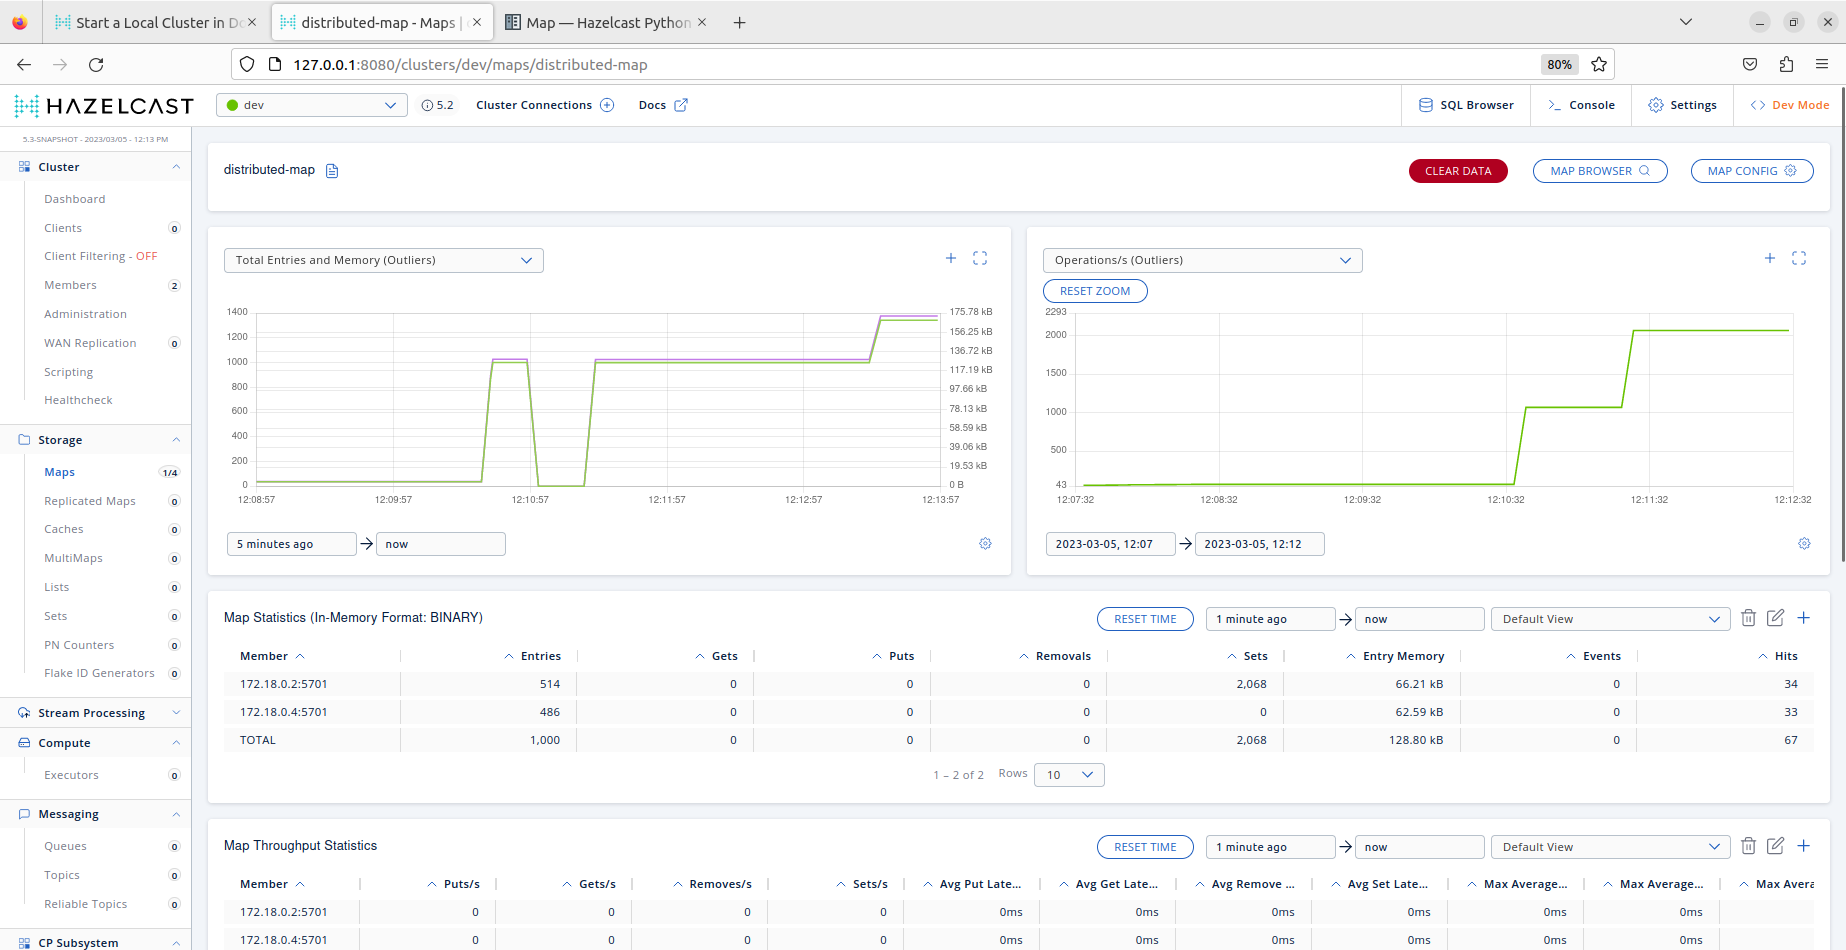 Start a Local Cluster in Do
distributed-map - Maps |
Map — Hazelcast Python
127.0.0.1:8080/clusters/dev/maps/distributed-map
80%
HAZELCAST
dev
5.2
Cluster Connections
Docs
SQL Browser
Console
Settings
Dev Mode
5.3-SNAPSHOT - 2023/03/05 - 12:13 PM
Cluster
Dashboard
Clients 0
Client Filtering - OFF
Members 2
Administration
WAN Replication 0
Scripting
Healthcheck
Storage
Maps 1/4
Replicated Maps 0
Caches 0
MultiMaps 0
Lists 0
Sets 0
PN Counters 0
Flake ID Generators 0
Stream Processing
Compute
Executors 0
Messaging
Queues 0
Topics 0
Reliable Topics 0
CP Subsystem
distributed-map
CLEAR DATA
MAP BROWSER
MAP CONFIG
Total Entries and Memory (Outliers)
1400
1200
1000
800
600
400
200
0
175.78 kB
156.25 kB
136.72 kB
117.19 kB
97.66 kB
78.13 kB
58.59 kB
39.06 kB
19.53 kB
0 B
12:08:57 12:09:57 12:10:57 12:11:57 12:12:57 12:13:57
5 minutes ago
now
Operations/s (Outliers)
RESET ZOOM
2293
2000
1500
1000
500
43
12:07:32 12:08:32 12:09:32 12:10:32 12:11:32 12:12:32
2023-03-05, 12:07
2023-03-05, 12:12
Map Statistics (In-Memory Format: BINARY)
RESET TIME
1 minute ago
now
Default View
Member Entries Gets Puts Removals Sets Entry Memory Events Hits
172.18.0.2:5701 514 0 0 0 2,068 66.21 kB 0 34
172.18.0.4:5701 486 0 0 0 0 62.59 kB 0 33
TOTAL 1,000 0 0 0 2,068 128.80 kB 0 67
1 – 2 of 2 Rows 10
Map Throughput Statistics
RESET TIME
1 minute ago
now
Default View
Member Puts/s Gets/s Removes/s Sets/s Avg Put Late... Avg Get Late... Avg Remove ... Avg Set Late... Max Average... Max Average... Max Avera
172.18.0.2:5701 0 0 0 0 0ms 0ms 0ms 0ms 0ms 0ms
172.18.0.4:5701 0 0 0 0 0ms 0ms 0ms 0ms 0ms 0ms